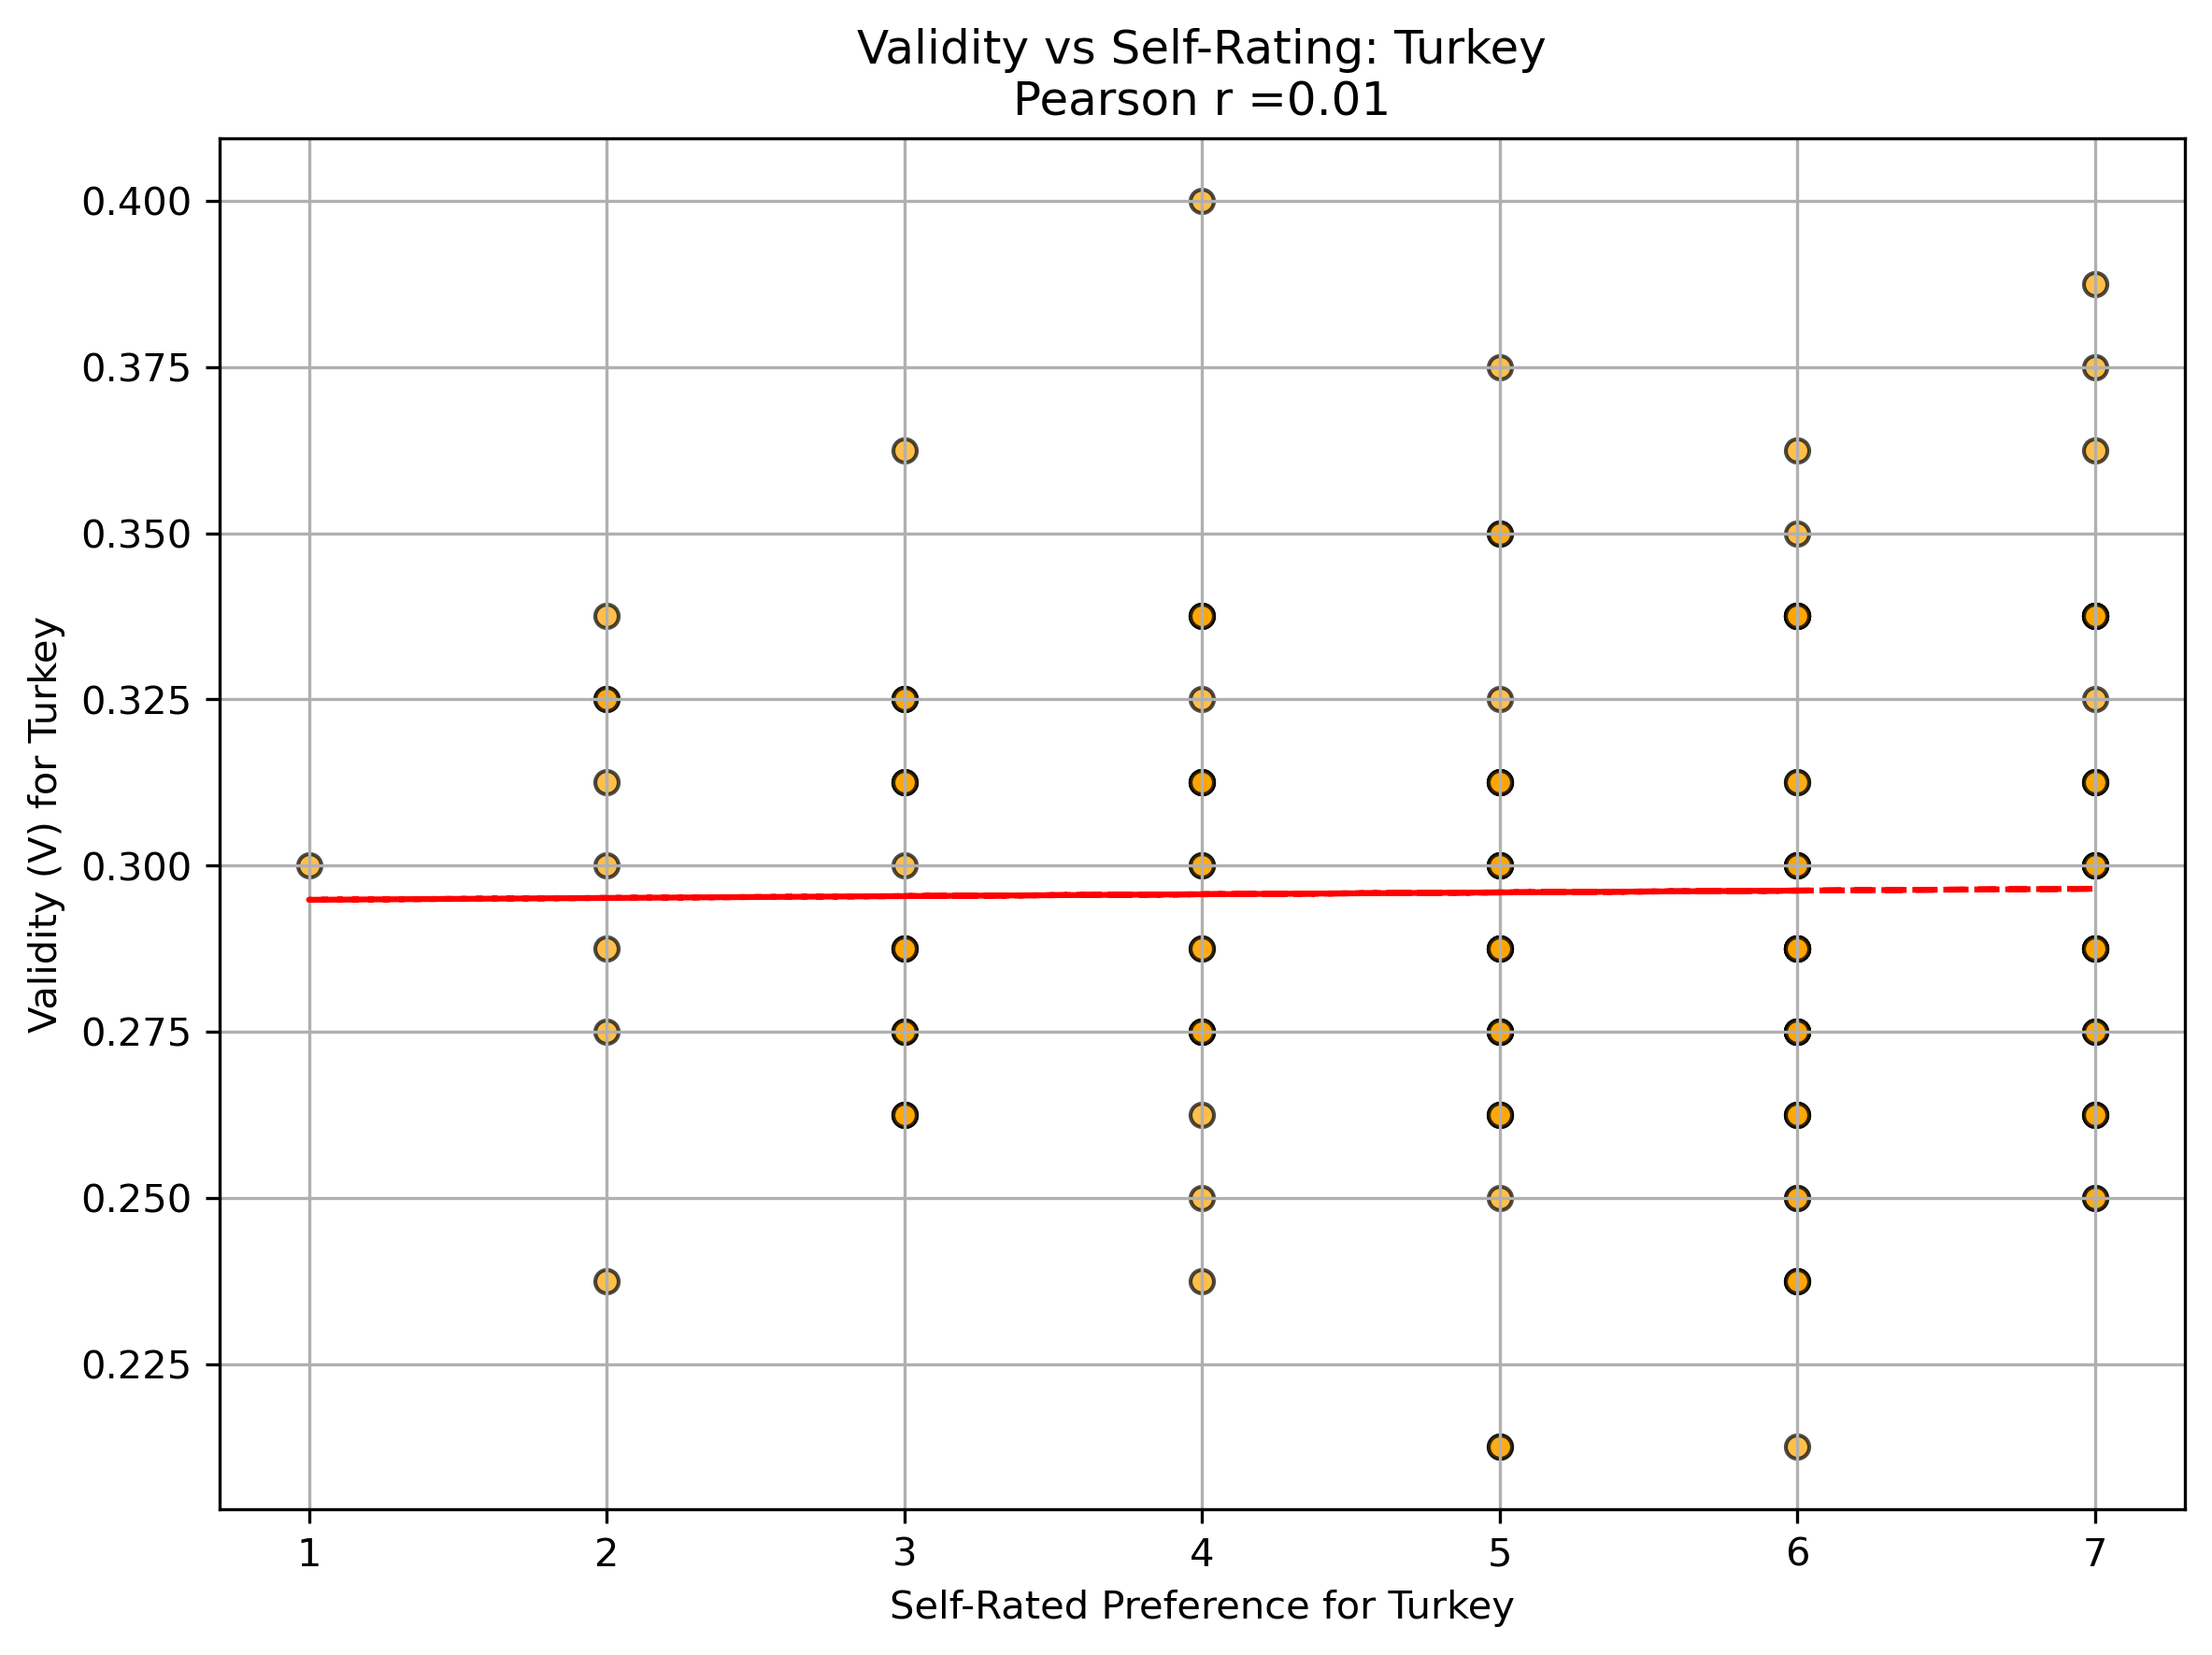 Validity vs Self-Rating: Turkey
Pearson r =0.01
Validity (V) for Turkey
0.400
0.375
0.350
0.325
0.300
0.275
0.250
0.225
1 2 3 4 5 6 7
Self-Rated Preference for Turkey